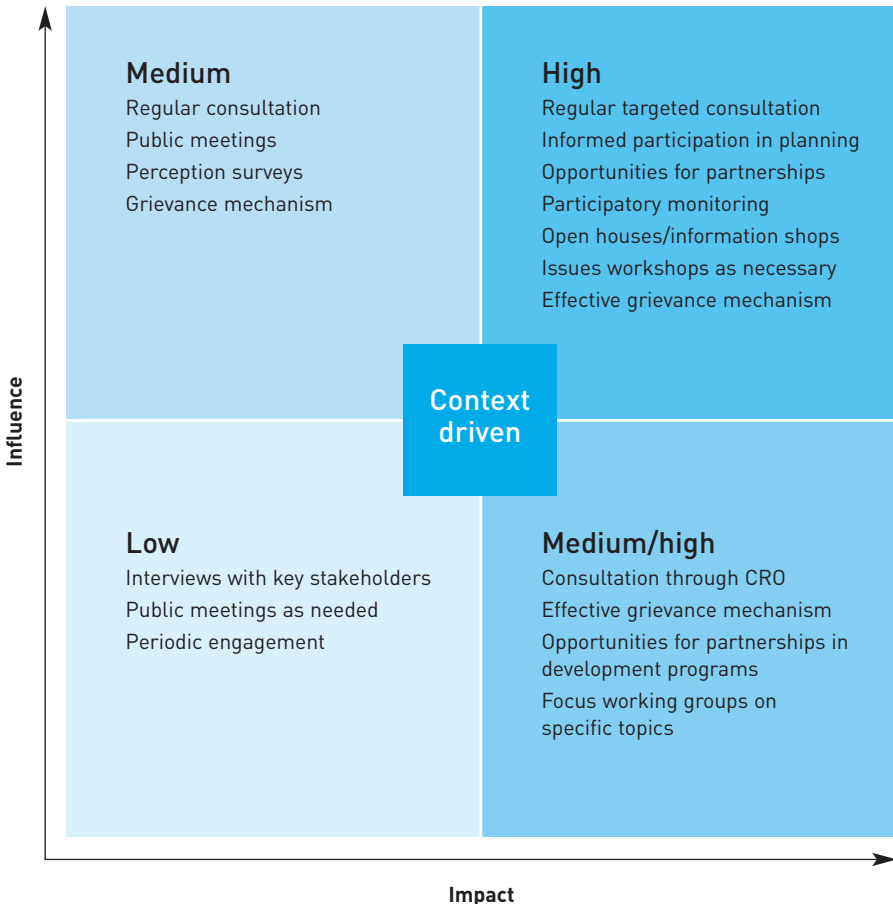 Medium
Regular consultation
Public meetings
Perception surveys
Grievance mechanism
High
Regular targeted consultation
Informed participation in planning
Opportunities for partnerships
Participatory monitoring
Open houses/information shops
Issues workshops as necessary
Effective grievance mechanism
Context
driven
Influence
Low
Interviews with key stakeholders
Public meetings as needed
Periodic engagement
Medium/high
Consultation through CRO
Effective grievance mechanism
Opportunities for partnerships in
development programs
Focus working groups on
specific topics
Impact